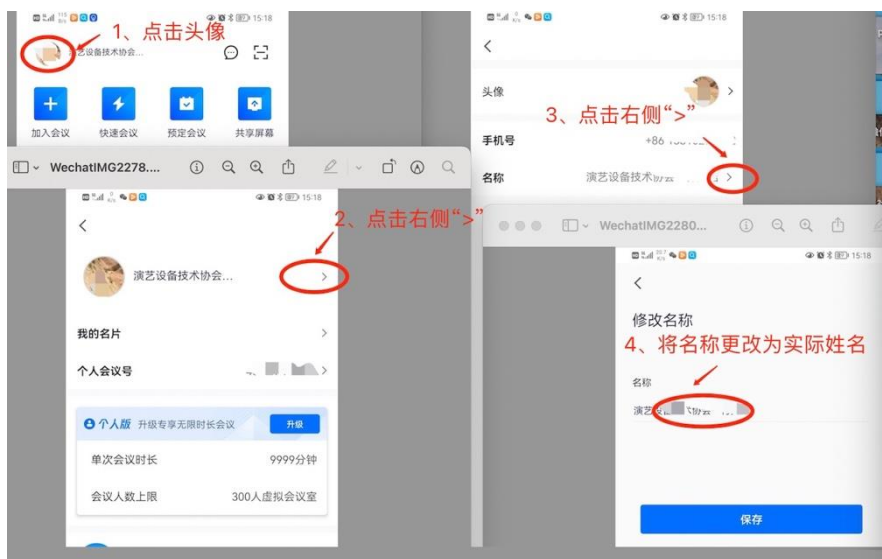 15:18
1、点击头像
演艺设备技术协会...
加入会议
快速会议
预定会议
共享屏幕
WechatIMG2278....
15:18
2、点击右侧“>”
演艺设备技术协会...
我的名片
个人会议号
个人版 升级专享无限时长会议
升级
单次会议时长
9999分钟
会议人数上限
300人虚拟会议室
15:18
头像
3、点击右侧“>”
手机号
+86
名称
演艺设备技术
WechatIMG2280...
15:18
修改名称
4、将名称更改为实际姓名
名称
演艺
保存